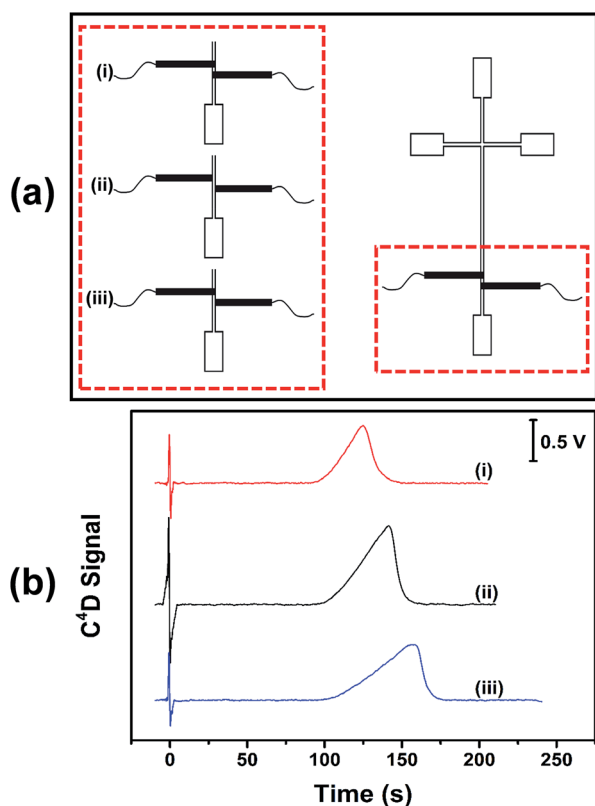 (a)
(i)
(ii)
(iii)
(b)
C⁴D Signal
0.5 V
(i)
(ii)
(iii)
0 50 100 150 200 250
Time (s)